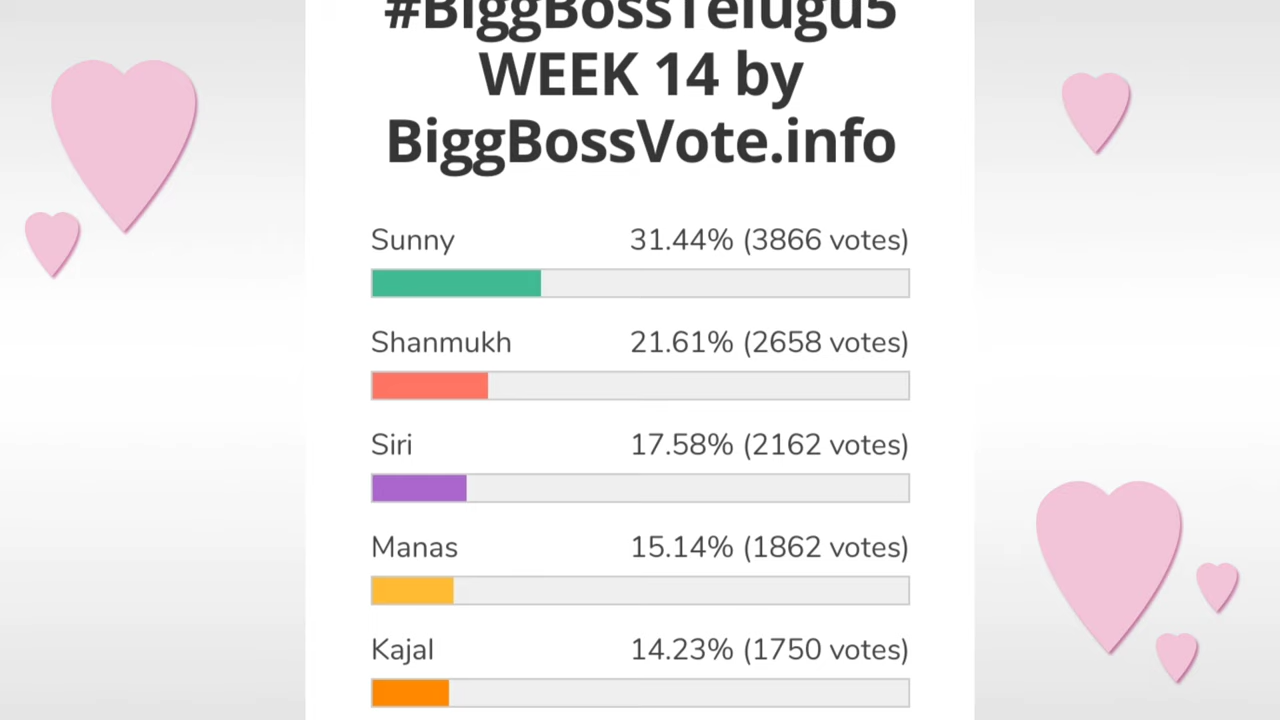 #BiggBossTelugu5
WEEK 14 by
BiggBossVote.info
Sunny 31.44% (3866 votes)
Shanmukh 21.61% (2658 votes)
Siri 17.58% (2162 votes)
Manas 15.14% (1862 votes)
Kajal 14.23% (1750 votes)